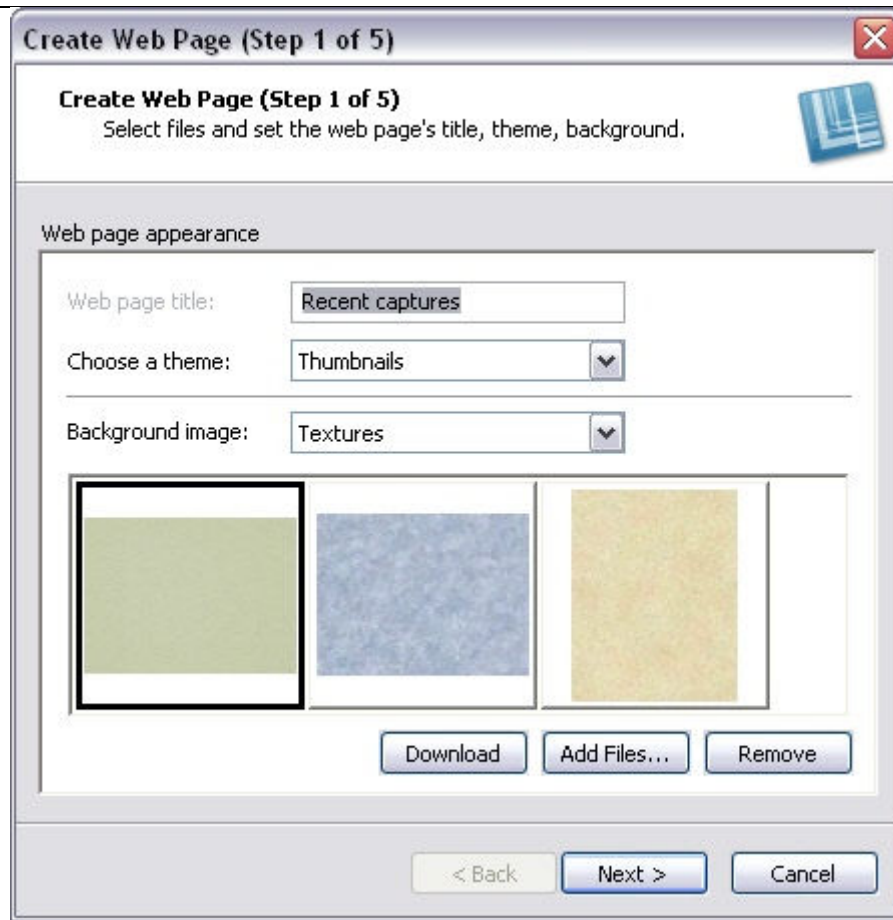 Create Web Page (Step 1 of 5)
Create Web Page (Step 1 of 5)
Select files and set the web page's title, theme, background.
Web page appearance
Web page title: Recent captures
Choose a theme: Thumbnails
Background image: Textures
Download Add Files... Remove
< Back Next > Cancel